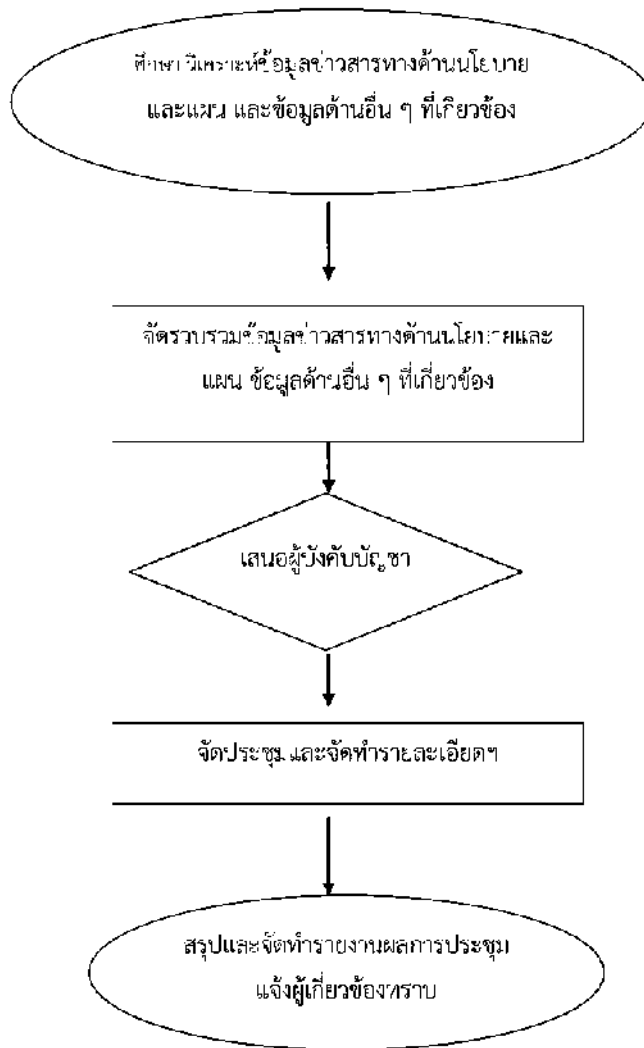 ศึกษา วิเคราะห์ข้อมูลข่าวสารทางด้านนโยบาย
และแผน และข้อมูลด้านอื่น ๆ ที่เกี่ยวข้อง
จัดรวบรวมข้อมูลข่าวสารทางด้านนโยบายและ
แผน ข้อมูลด้านอื่น ๆ ที่เกี่ยวข้อง
เสนอผู้บังคับบัญชา
จัดประชุม และจัดทำรายละเอียดฯ
สรุปและจัดทำรายงานผลการประชุม
แจ้งผู้เกี่ยวข้องทราบ